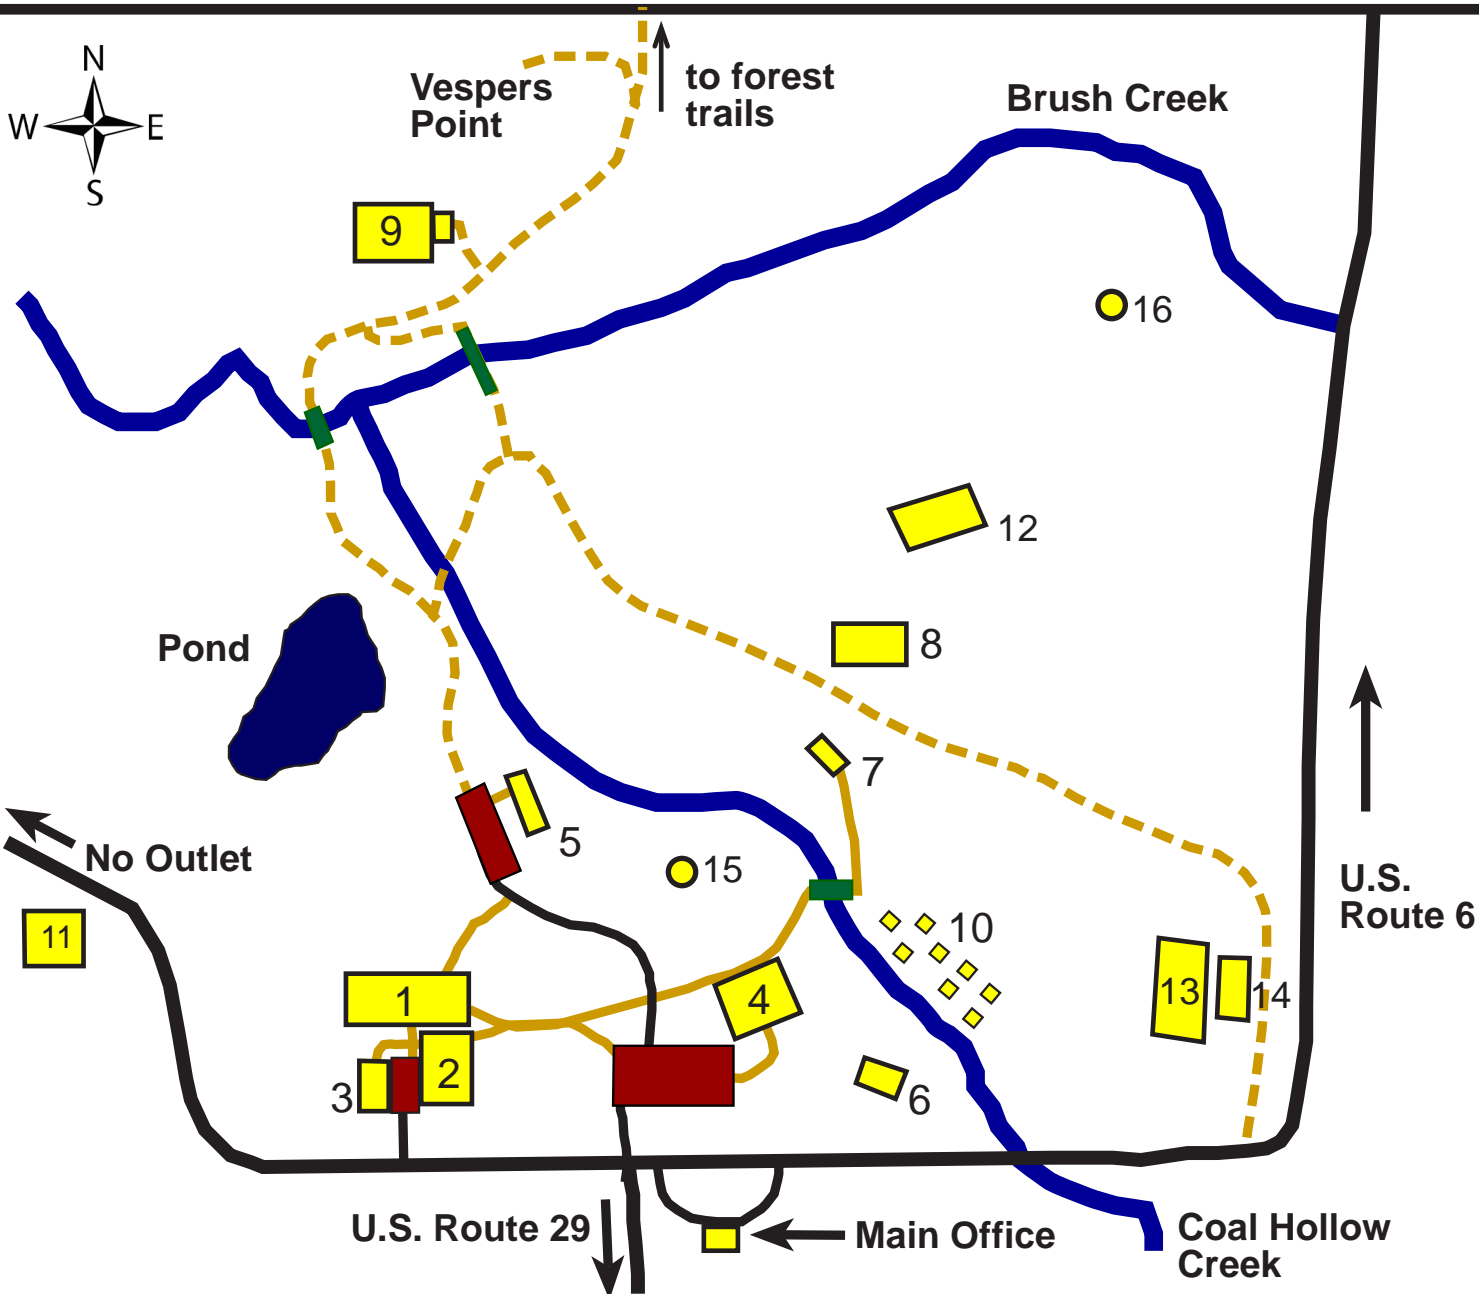 N
W
E
S
Vespers
Point
to forest
trails
Brush Creek
9
16
12
8
Pond
7
5
15
No Outlet
U.S.
Route 6
11
10
13
14
1
4
2
3
6
U.S. Route 29
Main Office
Coal Hollow
Creek